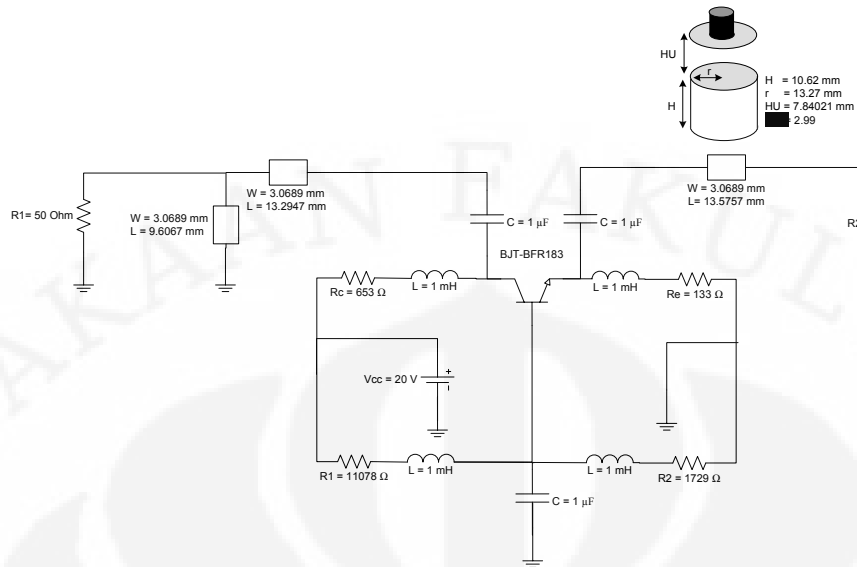 HU
r
H
H = 10.62 mm
r = 13.27 mm
HU = 7.84021 mm
= 2.99
W = 3.0689 mm
L = 13.2947 mm
W = 3.0689 mm
L= 13.5757 mm
R1= 50 Ohm
W = 3.0689 mm
L = 9.6067 mm
C = 1 µF
C = 1 µF
R2
BJT-BFR183
Rc = 653 Ω
L = 1 mH
L = 1 mH
Re = 133 Ω
Vcc = 20 V
+
-
R1 = 11078 Ω
L = 1 mH
L = 1 mH
R2 = 1729 Ω
C = 1 µF
AKAAN FAKUL